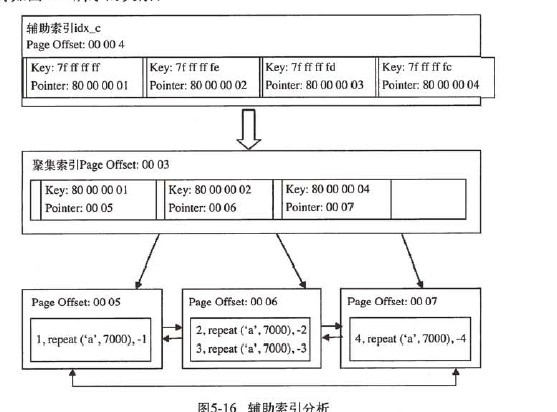 辅助索引idx_c
Page Offset: 00 00 4
Key: 7f ff ff ff
Pointer: 80 00 00 01
Key: 7f ff ff fe
Pointer: 80 00 00 02
Key: 7f ff ff fd
Pointer: 80 00 00 03
Key: 7f ff ff fc
Pointer: 80 00 00 04
聚集索引Page Offset: 00 03
Key: 80 00 00 01
Pointer: 00 05
Key: 80 00 00 02
Pointer: 00 06
Key: 80 00 00 04
Pointer: 00 07
Page Offset: 00 05
1, repeat (‘a’, 7000), -1
Page Offset: 00 06
2, repeat (‘a’, 7000), -2
3, repeat (‘a’, 7000), -3
Page Offset: 00 07
4, repeat (‘a’, 7000), -4
图5-16 辅助索引分析